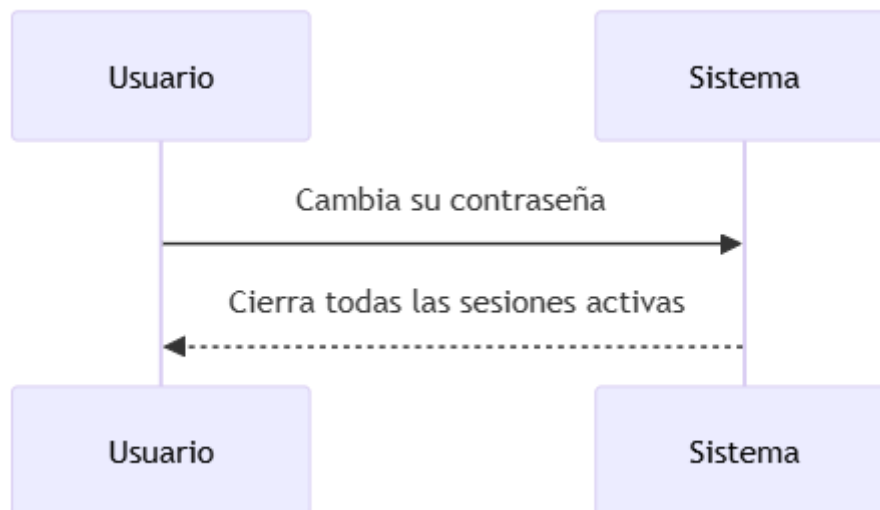 Usuario
Sistema
Cambia su contraseña
Cierra todas las sesiones activas
Usuario
Sistema